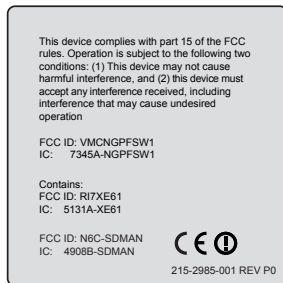 This device complies with part 15 of the FCC
rules. Operation is subject to the following two
conditions: (1) This device may not cause
harmful interference, and (2) this device must
accept any interference received, including
interference that may cause undesired
operation
FCC ID: VMCNGPFSW1
IC: 7345A-NGPFSW1
Contains:
FCC ID: RI7XE61
IC: 5131A-XE61
FCC ID: N6C-SDMAN
IC: 4908B-SDMAN
CE
215-2985-001 REV P0